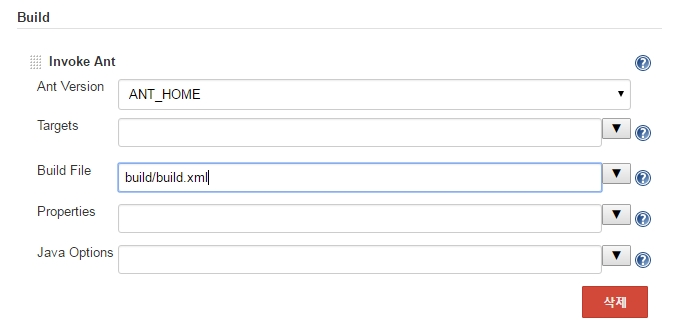 Build
Invoke Ant
Ant Version ANT_HOME
Targets
Build File build/build.xml
Properties
Java Options
삭제